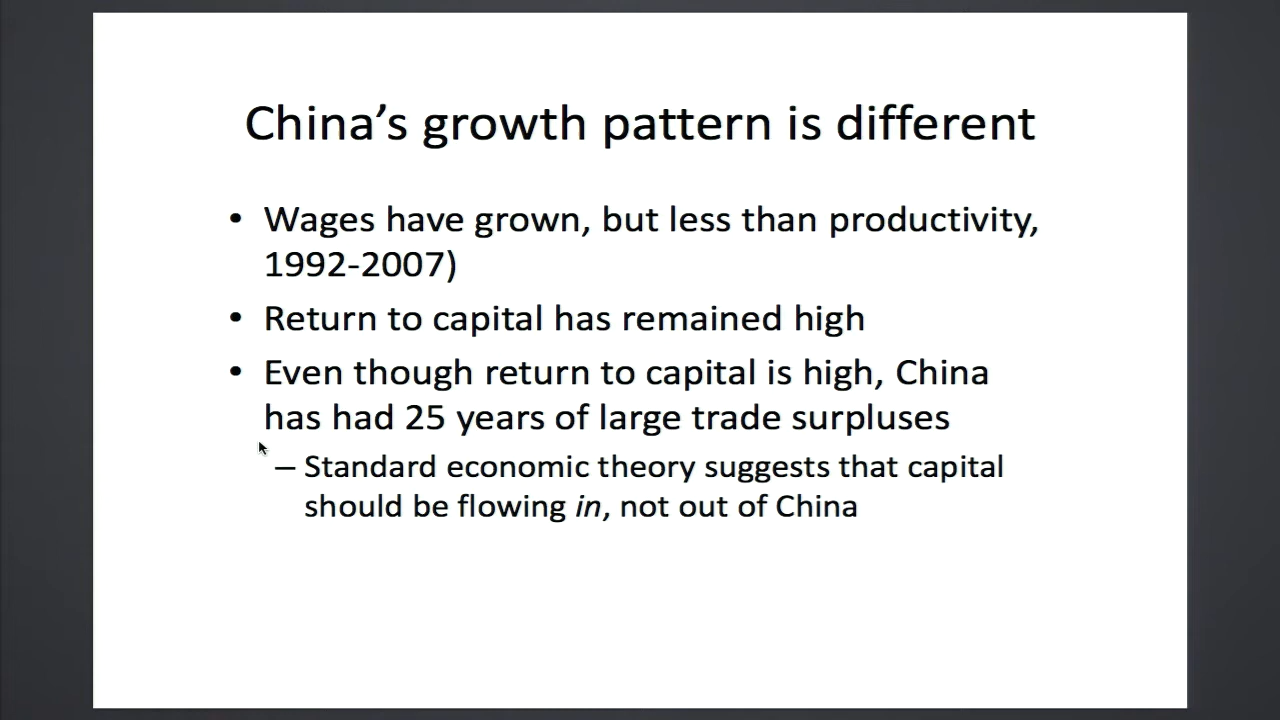 China's growth pattern is different
• Wages have grown, but less than productivity,
1992-2007)
• Return to capital has remained high
• Even though return to capital is high, China
has had 25 years of large trade surpluses
– Standard economic theory suggests that capital
should be flowing in, not out of China